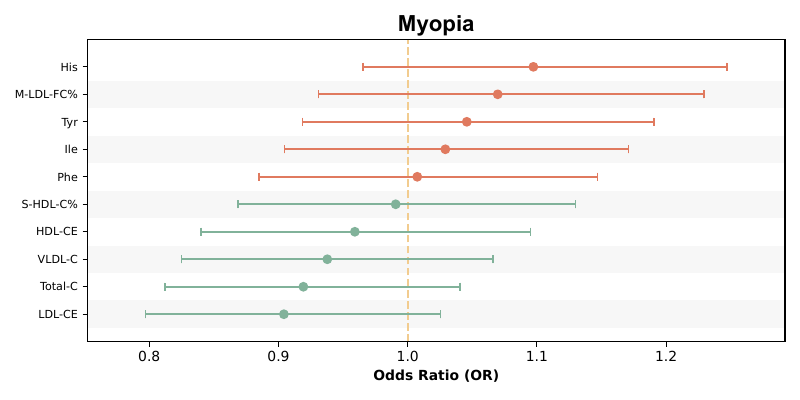 Myopia
His
M-LDL-FC%
Tyr
Ile
Phe
S-HDL-C%
HDL-CE
VLDL-C
Total-C
LDL-CE
0.8 0.9 1.0 1.1 1.2
Odds Ratio (OR)